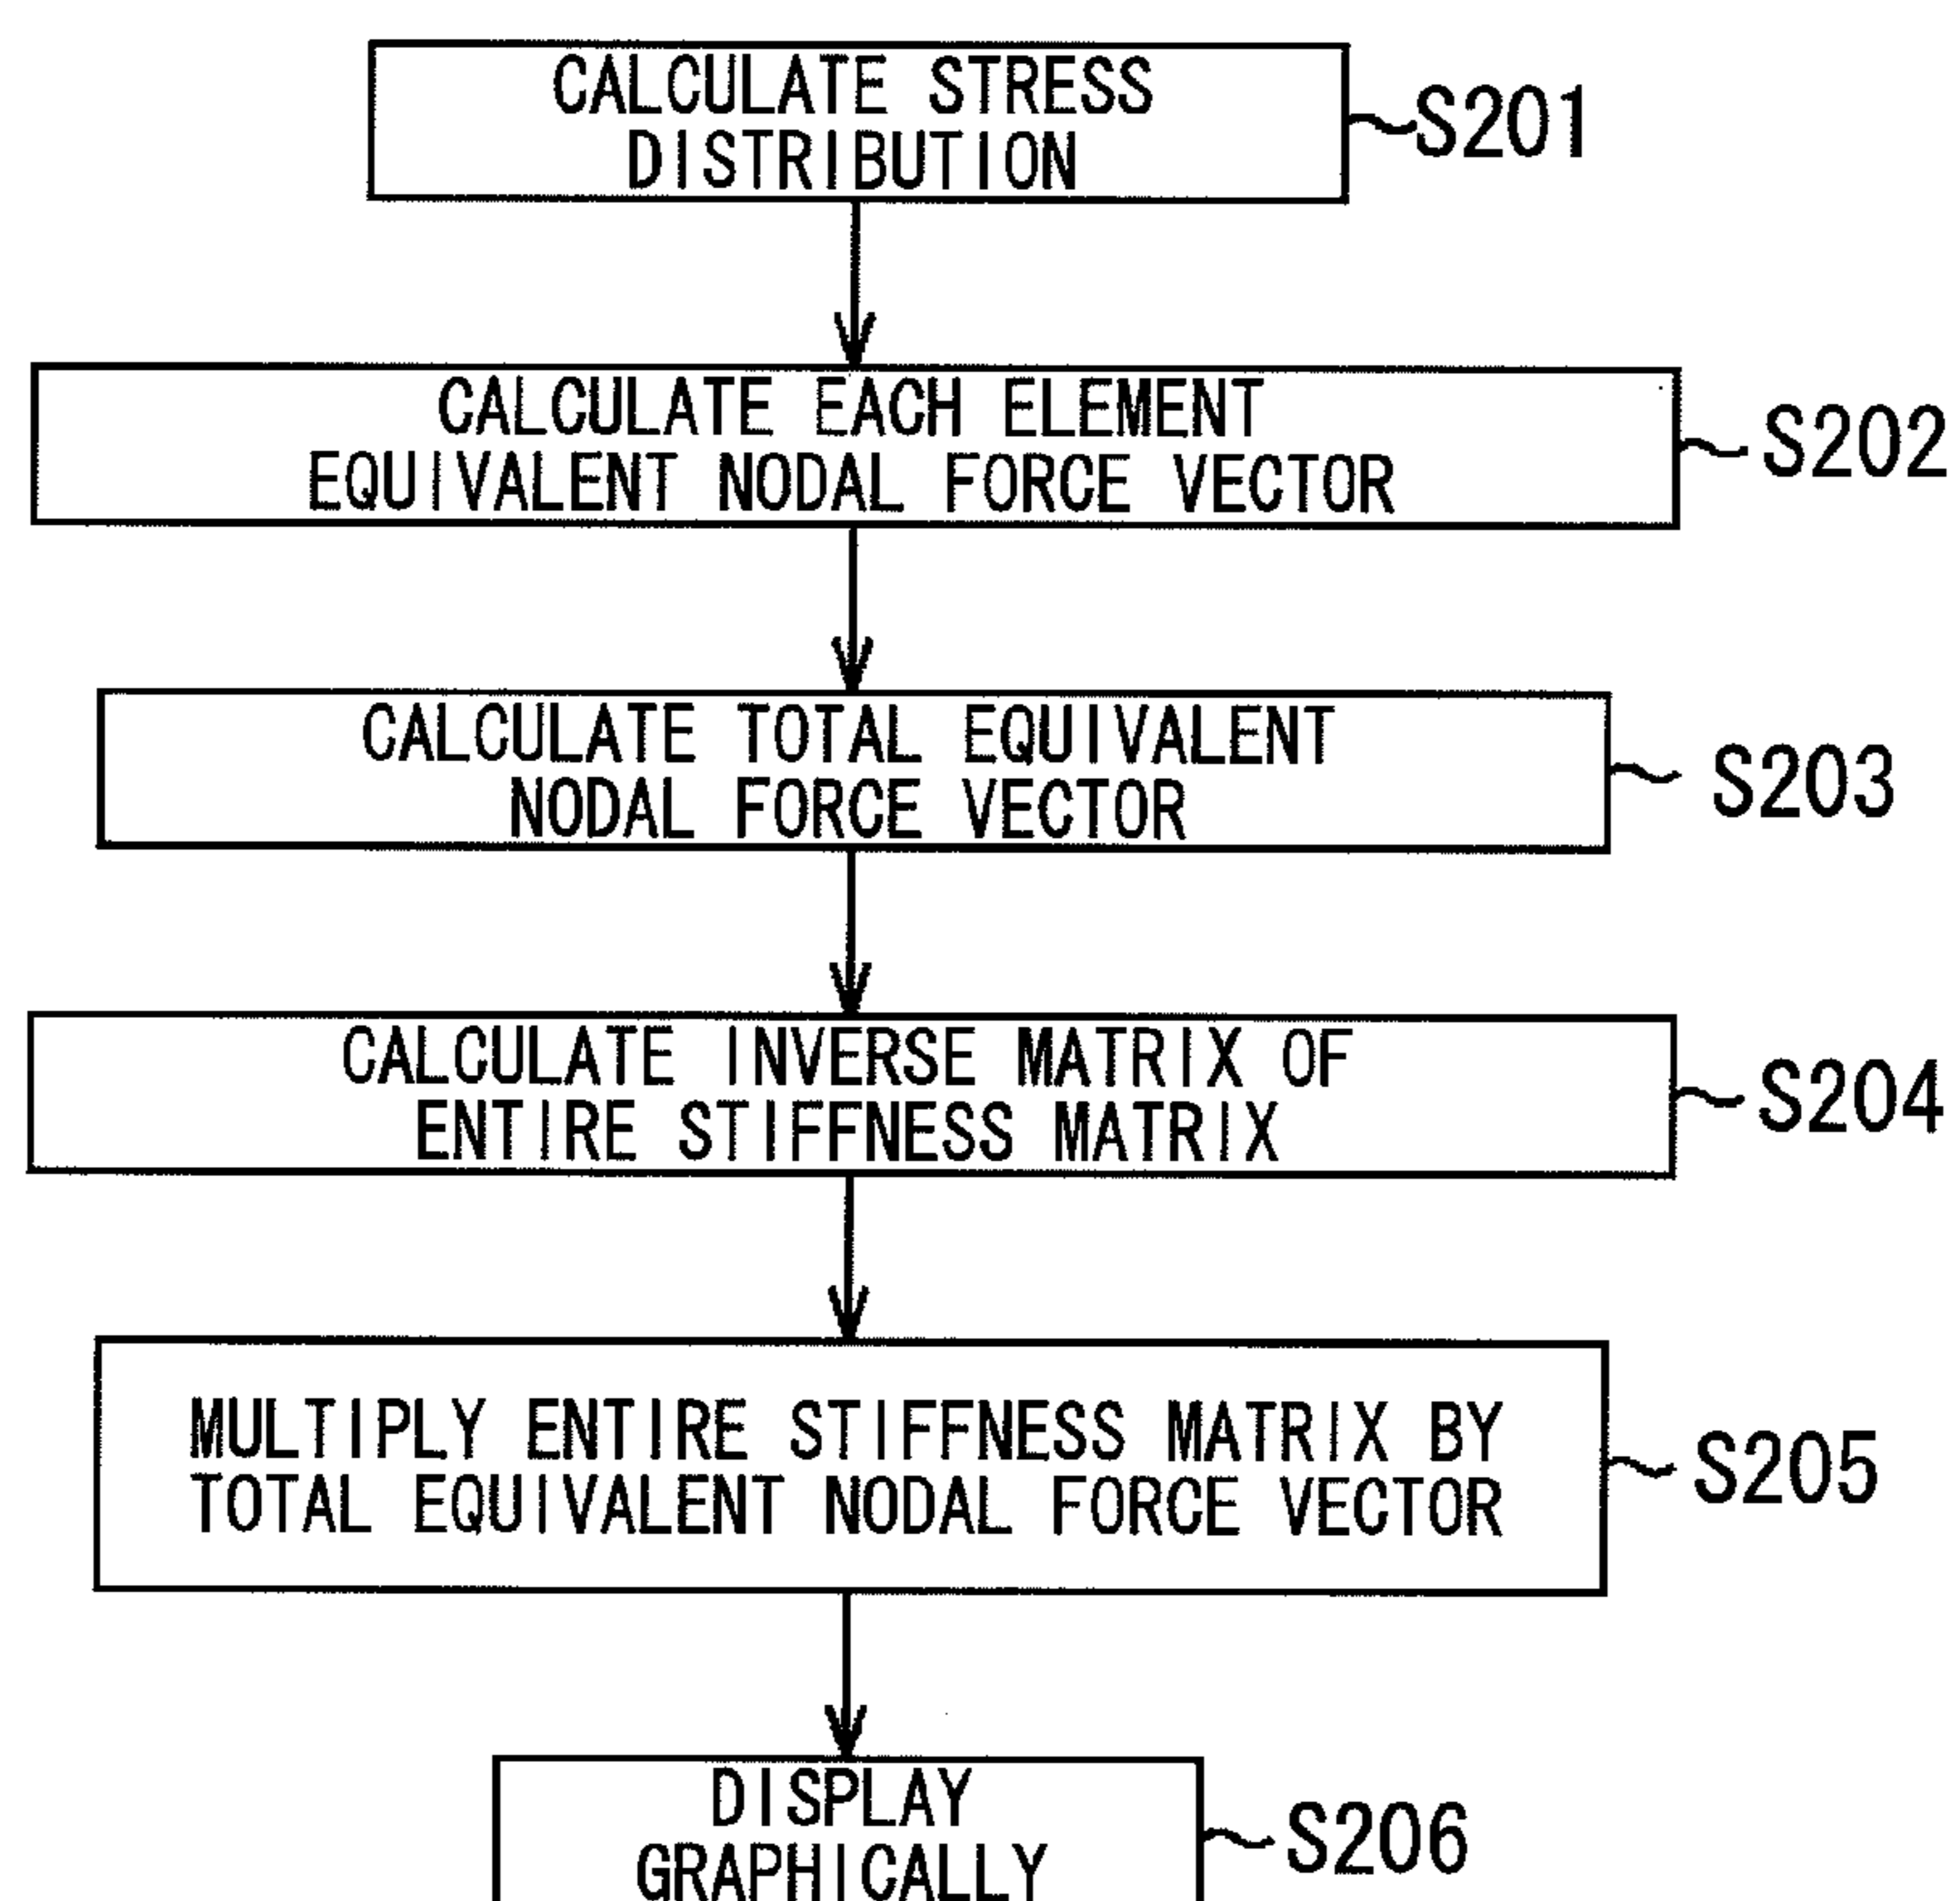 CALCULATE STRESS
DISTRIBUTION
S201
CALCULATE EACH ELEMENT
EQUIVALENT NODAL FORCE VECTOR
S202
CALCULATE TOTAL EQUIVALENT
NODAL FORCE VECTOR
S203
CALCULATE INVERSE MATRIX OF
ENTIRE STIFFNESS MATRIX
S204
MULTIPLY ENTIRE STIFFNESS MATRIX BY
TOTAL EQUIVALENT NODAL FORCE VECTOR
S205
DISPLAY
GRAPHICALLY
S206